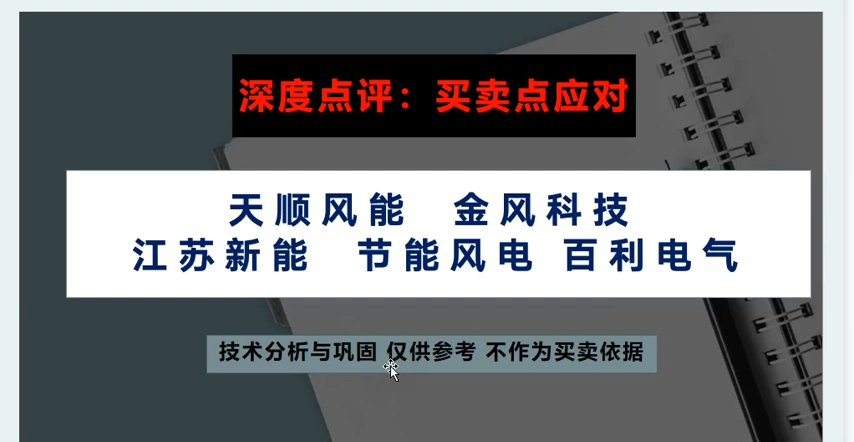 深度点评：买卖点应对
天顺风能 金风科技
江苏新能 节能风电 百利电气
技术分析与巩固 仅供参考 不作为买卖依据